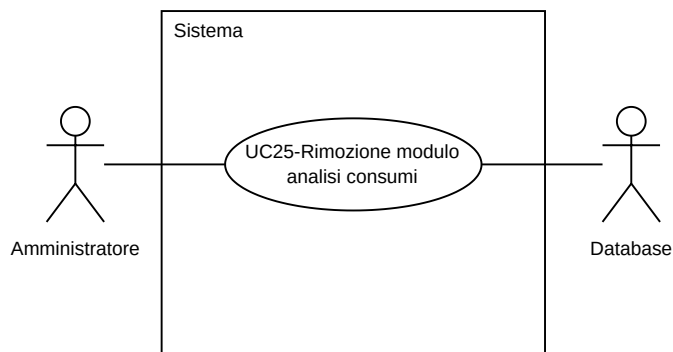 Sistema
UC25-Rimozione modulo
analisi consumi
Amministratore
Database